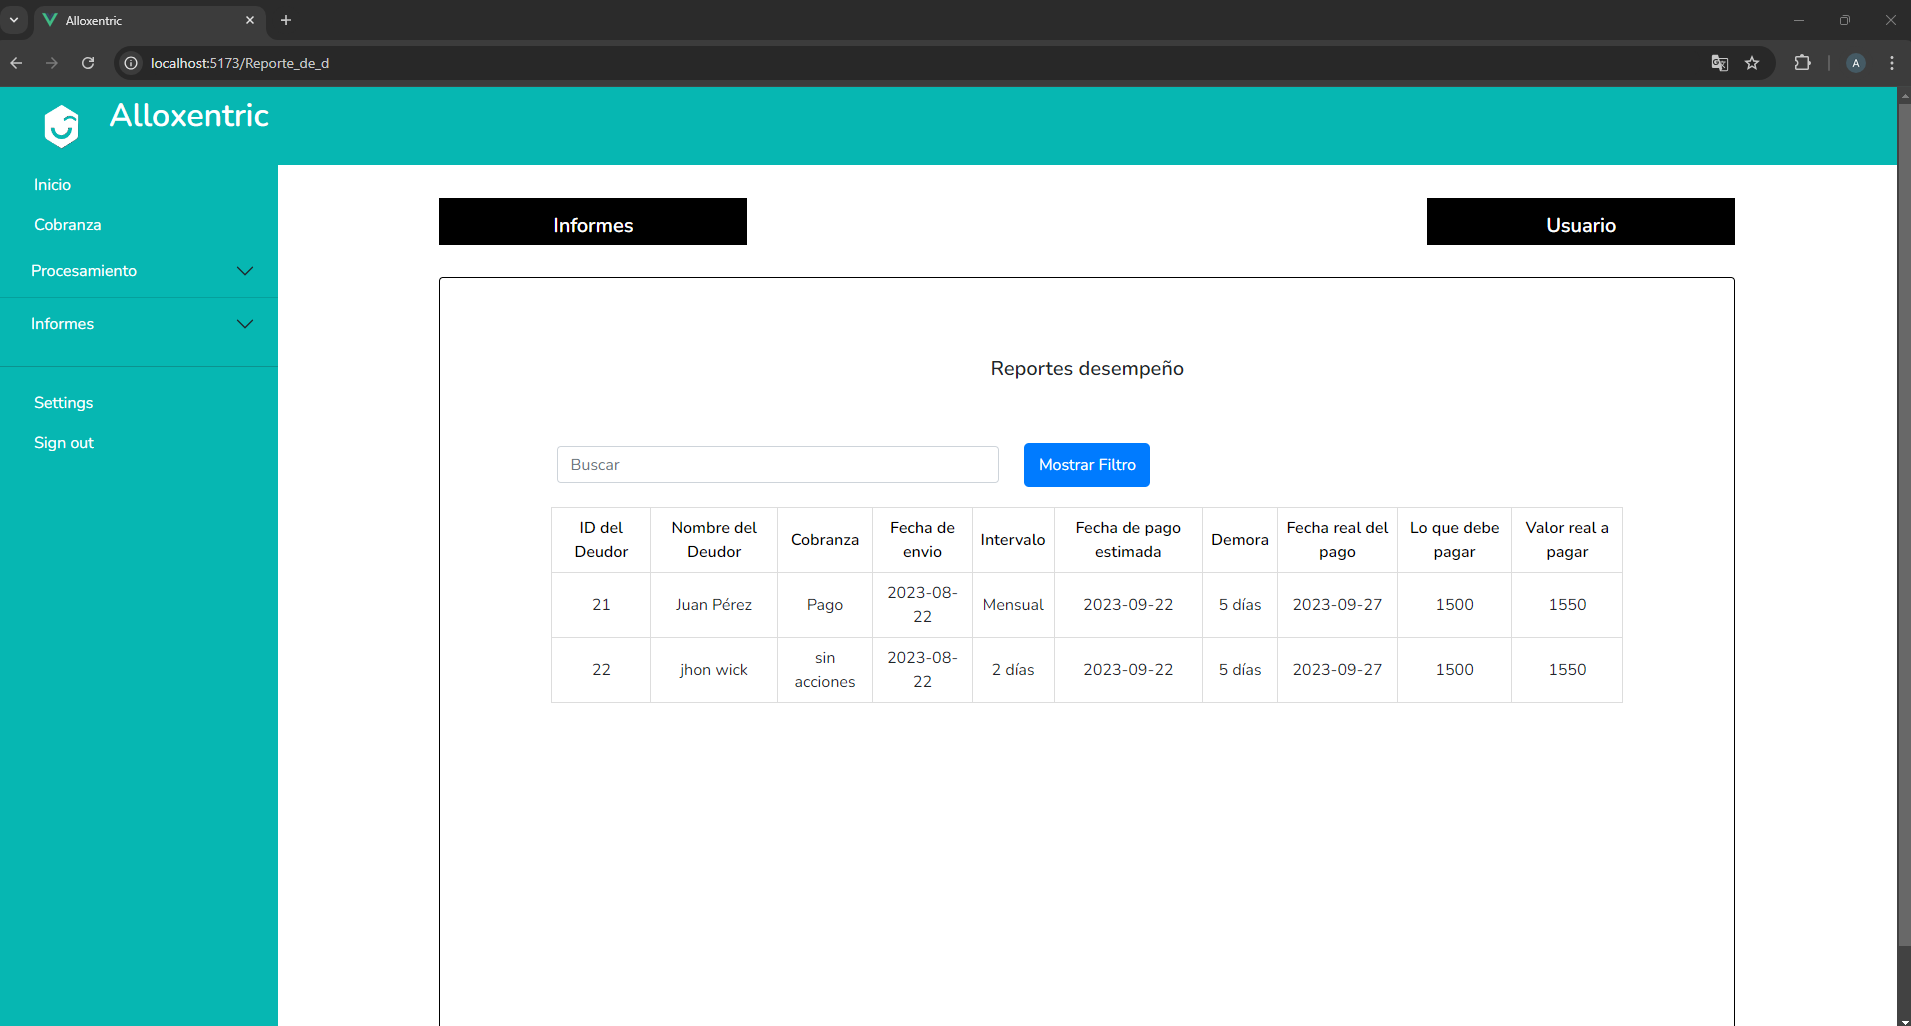 Alloxentric
localhost:5173/Reporte_de_d
A
Alloxentric
Inicio
Cobranza
Procesamiento
Informes
Settings
Sign out
Informes
Usuario
Reportes desempeño
Buscar
Mostrar Filtro
ID del Deudor
Nombre del Deudor
Cobranza
Fecha de envio
Intervalo
Fecha de pago estimada
Demora
Fecha real del pago
Lo que debe pagar
Valor real a pagar
21
Juan Pérez
Pago
2023-08-22
Mensual
2023-09-22
5 días
2023-09-27
1500
1550
22
jhon wick
sin acciones
2023-08-22
2 días
2023-09-22
5 días
2023-09-27
1500
1550